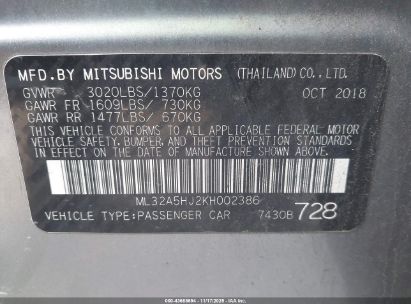 MFD.BY MITSUBISHI MOTORS (THAILAND) CO.,LTD.
GVWR 3020LBS/1370KG OCT 2018
GAWR FR 1609LBS/ 730KG
GAWR RR 1477LBS/ 670KG
THIS VEHICLE CONFORMS TO ALL APPLICABLE FEDERAL MOTOR
VEHICLE SAFETY, BUMPER, AND THEFT PREVENTION STANDARDS
IN EFFECT ON THE DATE OF MANUFACTURE SHOWN ABOVE.
ML32A5HJ2KH002386
VEHICLE TYPE:PASSENGER CAR 7430B 728